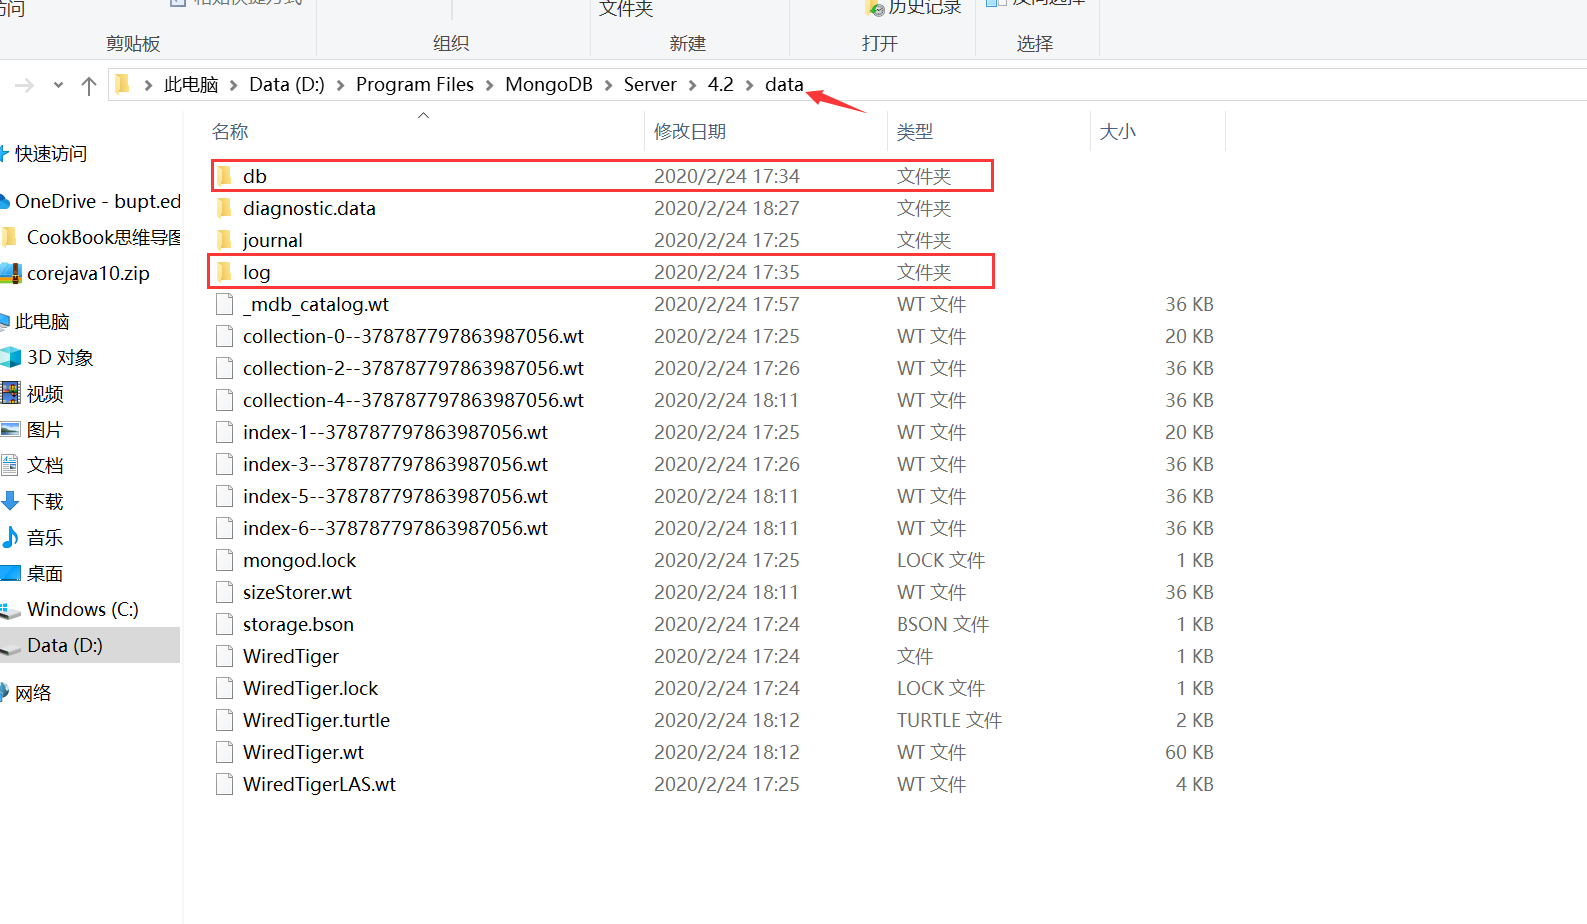 访问
粘贴快捷方式
文件夹
历史记录
反向选择
剪贴板
组织
新建
打开
选择
此电脑 Data (D:) Program Files MongoDB Server 4.2 data
名称 修改日期 类型 大小
快速访问
OneDrive - bupt.ed
CookBook思维导图
corejava10.zip
此电脑
3D 对象
视频
图片
文档
下载
音乐
桌面
Windows (C:)
Data (D:)
网络
db 2020/2/24 17:34 文件夹
diagnostic.data 2020/2/24 18:27 文件夹
journal 2020/2/24 17:25 文件夹
log 2020/2/24 17:35 文件夹
_mdb_catalog.wt 2020/2/24 17:57 WT 文件 36 KB
collection-0--378787797863987056.wt 2020/2/24 17:25 WT 文件 20 KB
collection-2--378787797863987056.wt 2020/2/24 17:26 WT 文件 36 KB
collection-4--378787797863987056.wt 2020/2/24 18:11 WT 文件 36 KB
index-1--378787797863987056.wt 2020/2/24 17:25 WT 文件 20 KB
index-3--378787797863987056.wt 2020/2/24 17:26 WT 文件 36 KB
index-5--378787797863987056.wt 2020/2/24 18:11 WT 文件 36 KB
index-6--378787797863987056.wt 2020/2/24 18:11 WT 文件 36 KB
mongod.lock 2020/2/24 17:25 LOCK 文件 1 KB
sizeStorer.wt 2020/2/24 18:11 WT 文件 36 KB
storage.bson 2020/2/24 17:24 BSON 文件 1 KB
WiredTiger 2020/2/24 17:24 文件 1 KB
WiredTiger.lock 2020/2/24 17:24 LOCK 文件 1 KB
WiredTiger.turtle 2020/2/24 18:12 TURTLE 文件 2 KB
WiredTiger.wt 2020/2/24 18:12 WT 文件 60 KB
WiredTigerLAS.wt 2020/2/24 17:25 WT 文件 4 KB